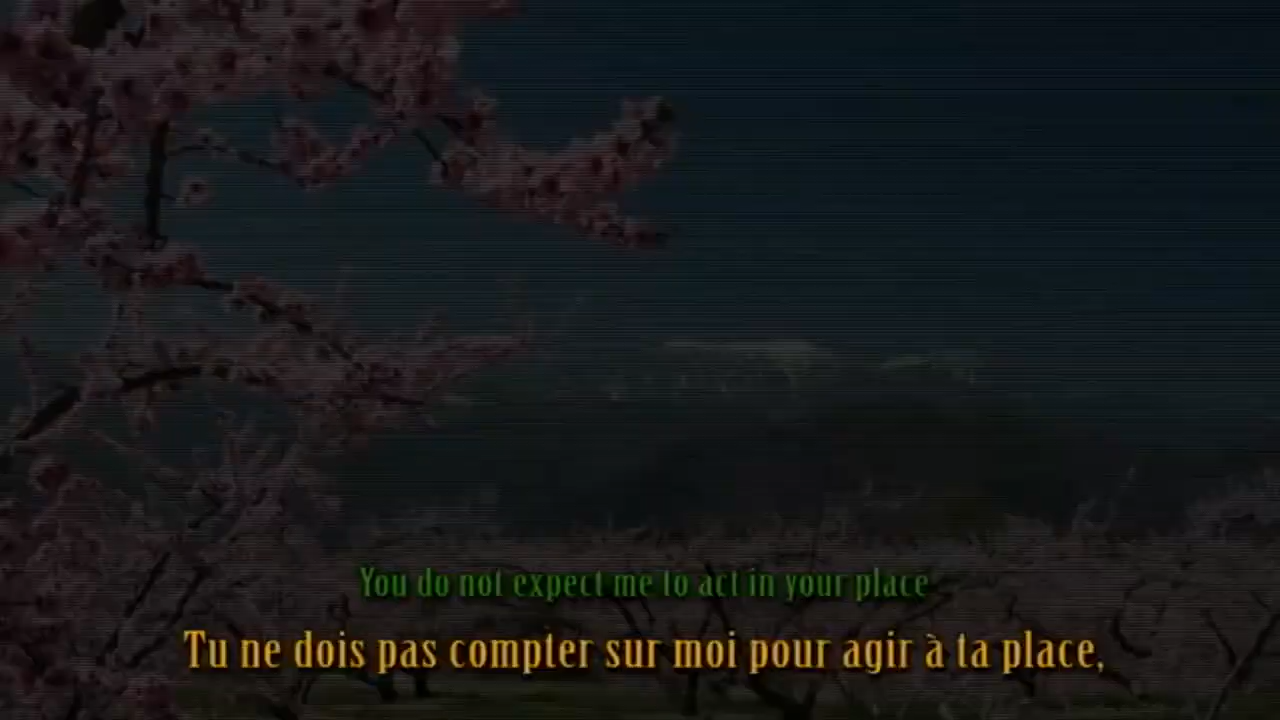 You do not expect me to act in your place
Tu ne dois pas compter sur moi pour agir à ta place,